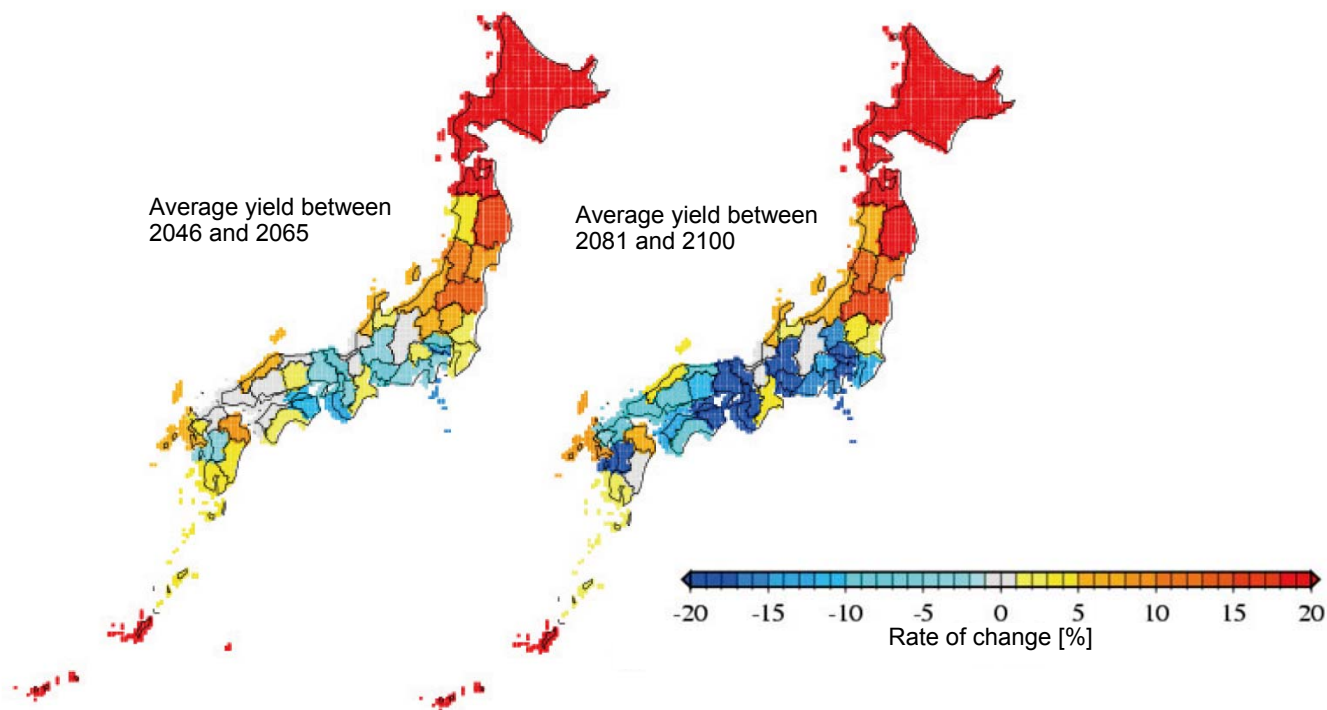 Average yield between
2046 and 2065
Average yield between
2081 and 2100
-20 -15 -10 -5 0 5 10 15 20
Rate of change [%]